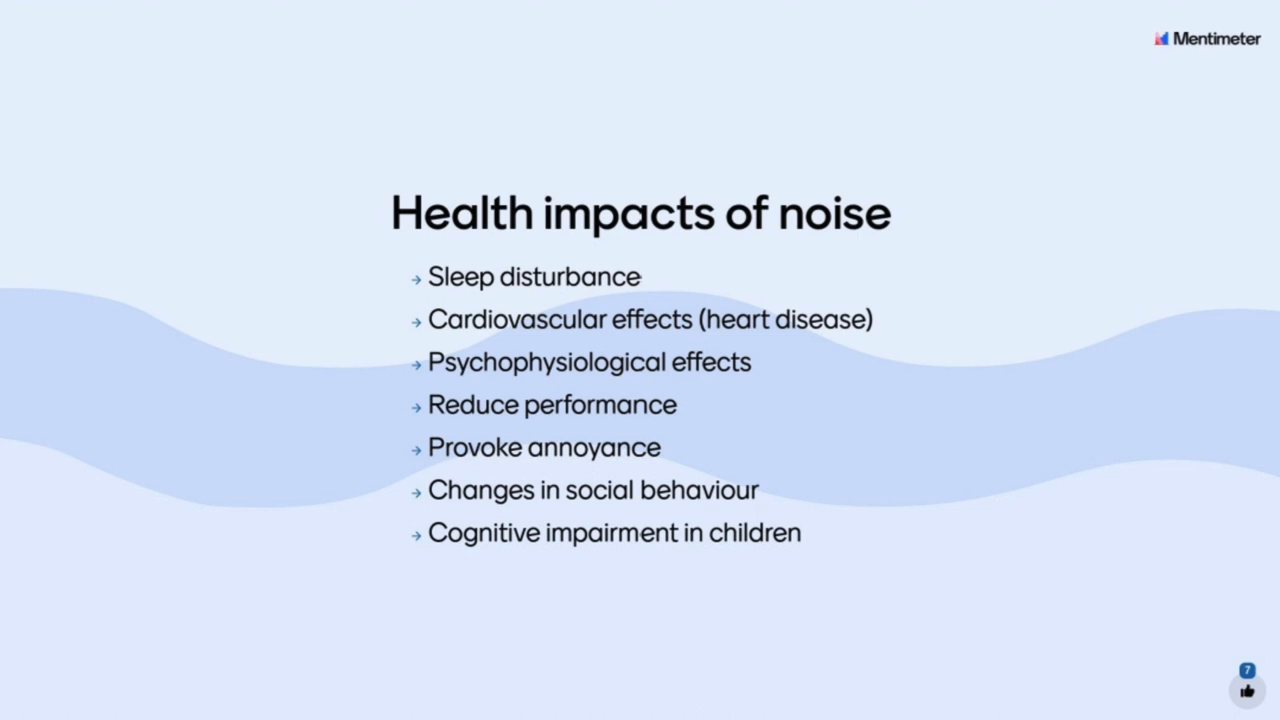 Mentimeter
Health impacts of noise
→ Sleep disturbance
→ Cardiovascular effects (heart disease)
→ Psychophysiological effects
→ Reduce performance
→ Provoke annoyance
→ Changes in social behaviour
→ Cognitive impairment in children
7